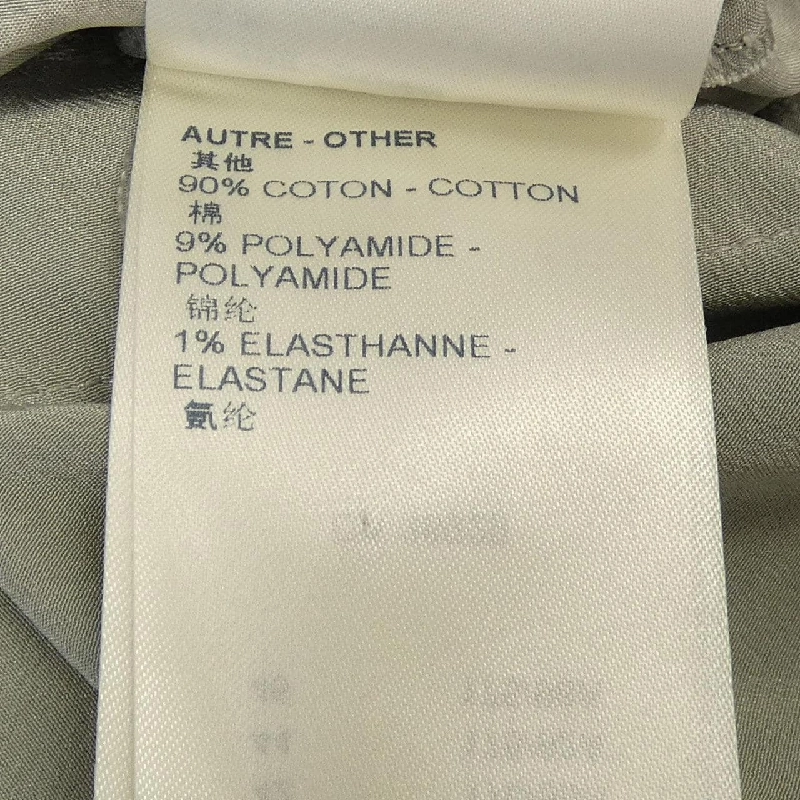 AUTRE - OTHER
其他
90% COTON - COTTON
棉
9% POLYAMIDE -
POLYAMIDE
锦纶
1% ELASTHANNE -
ELASTANE
氨纶